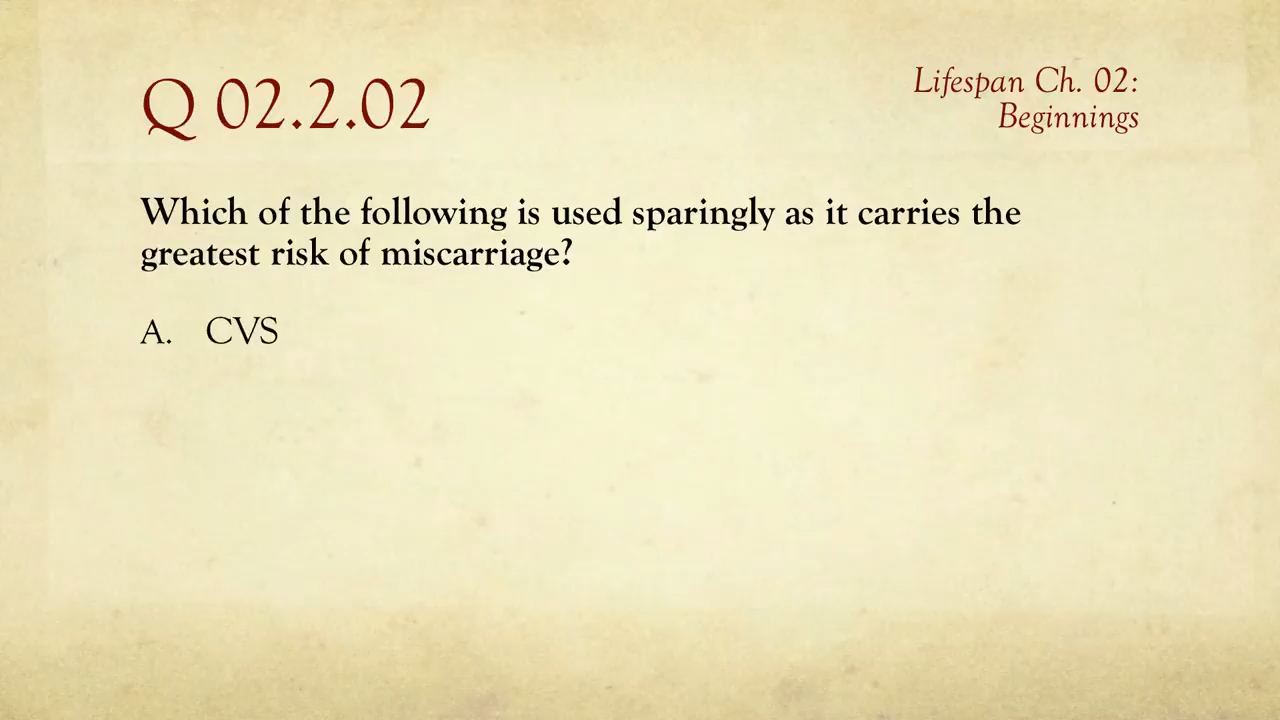 Q 02.2.02
Lifespan Ch. 02:
Beginnings
Which of the following is used sparingly as it carries the
greatest risk of miscarriage?
A. CVS